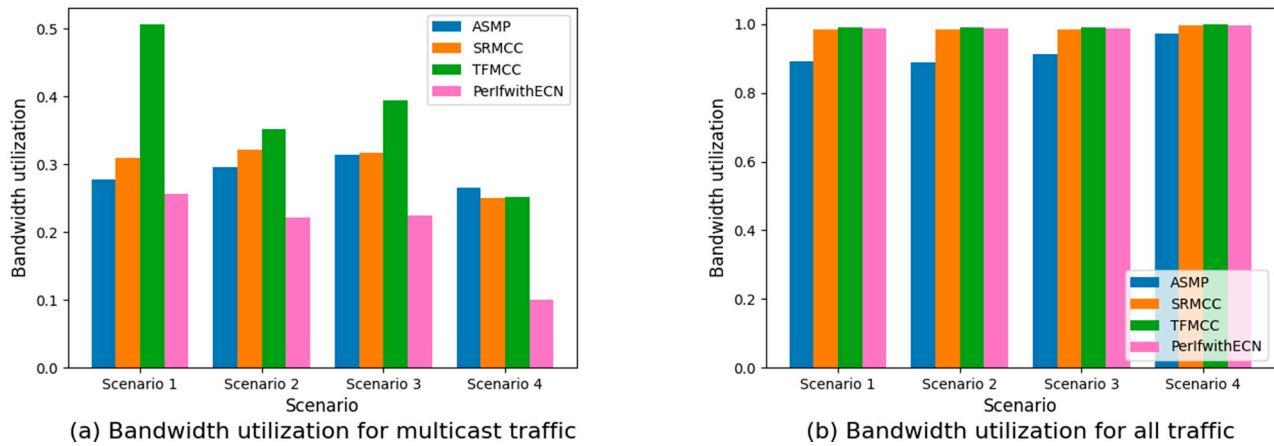 0.5
0.4
0.3
0.2
0.1
0.0
Bandwidth utilization
ASMP
SRMCC
TFMCC
PerIfwithECN
Scenario 1
Scenario 2
Scenario 3
Scenario 4
Scenario
(a) Bandwidth utilization for multicast traffic
1.0
0.8
0.6
0.4
0.2
0.0
Bandwidth utilization
ASMP
SRMCC
TFMCC
PerIfwithECN
Scenario 1
Scenario 2
Scenario 3
Scenario 4
Scenario
(b) Bandwidth utilization for all traffic